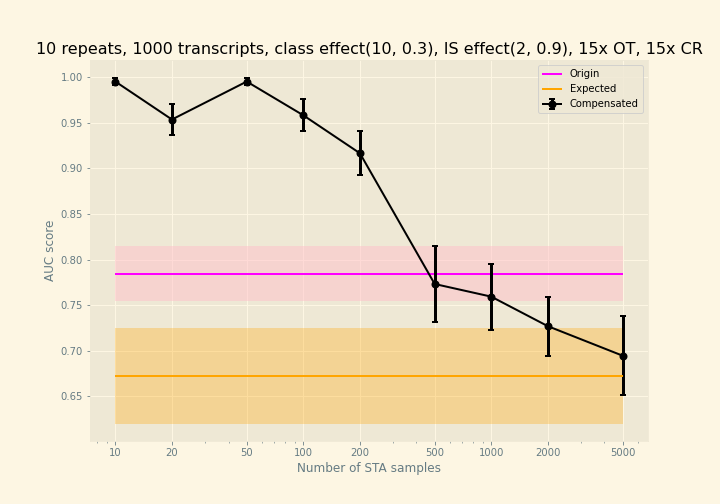 10 repeats, 1000 transcripts, class effect(10, 0.3), IS effect(2, 0.9), 15x OT, 15x CR
Origin
Expected
Compensated
AUC score
1.00
0.95
0.90
0.85
0.80
0.75
0.70
0.65
10 20 50 100 200 500 1000 2000 5000
Number of STA samples